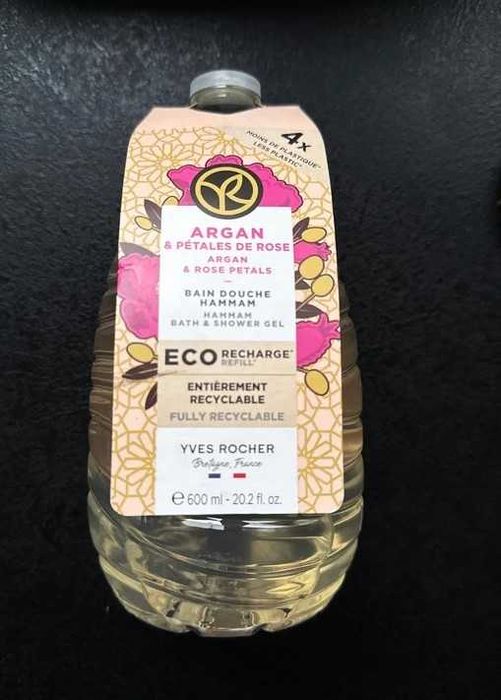 4x
MOINS DE PLASTIQUE*
LESS PLASTIC*
ARGAN
& PÉTALES DE ROSE
ARGAN
& ROSE PETALS
BAIN DOUCHE
HAMMAM
HAMMAM
BATH & SHOWER GEL
ECO RECHARGE*
REFILL*
ENTIÈREMENT
RECYCLABLE
FULLY RECYCLABLE
YVES ROCHER
Bretagne, France
℮ 600 ml - 20.2 fl. oz.